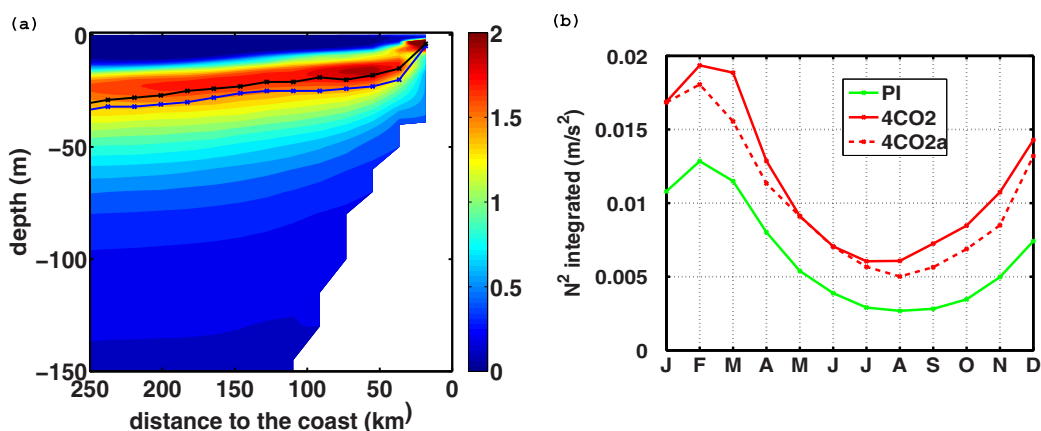 (a)
0
−50
−100
−150
depth (m)
250 200 150 100 50 0
distance to the coast (km)
2
1.5
1
0.5
0
(b)
0.02
0.015
0.01
0.005
0
N² integrated (m/s²)
PI
4CO2
4CO2a
J F M A M J J A S O N D